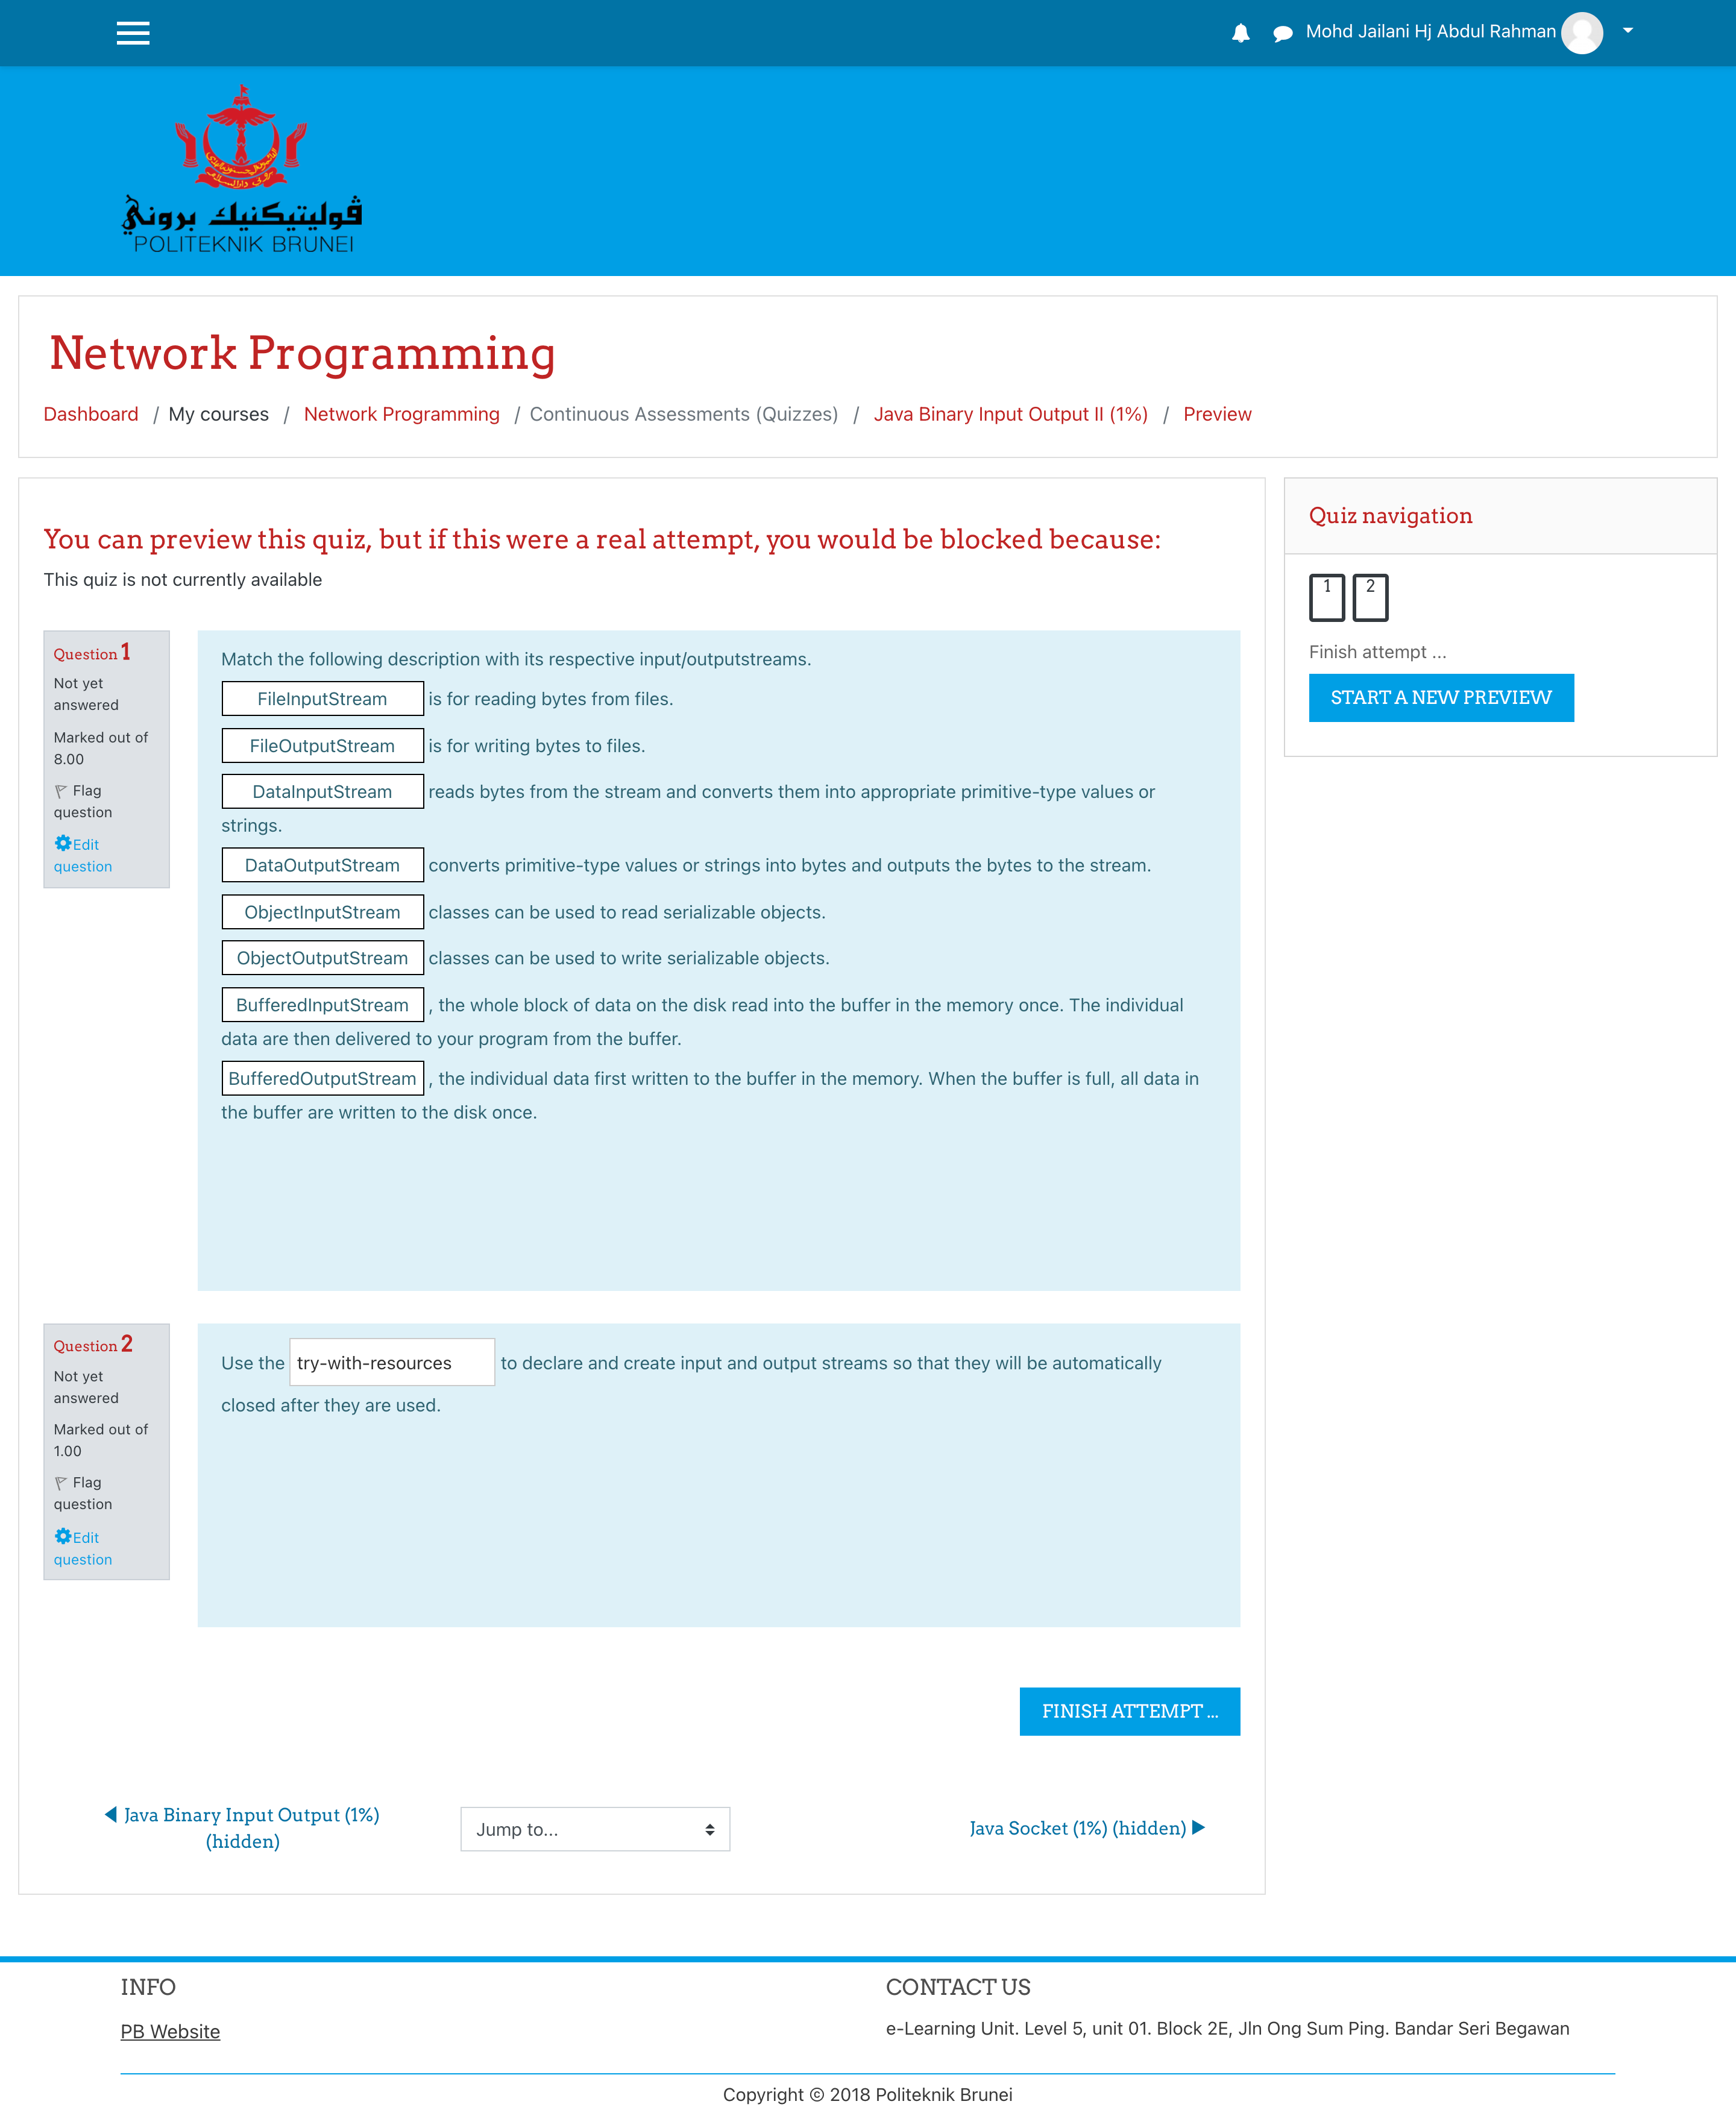 Mohd Jailani Hj Abdul Rahman
ڤوليتيكنيك بروني
POLITEKNIK BRUNEI
Network Programming
Dashboard / My courses / Network Programming / Continuous Assessments (Quizzes) / Java Binary Input Output II (1%) / Preview
You can preview this quiz, but if this were a real attempt, you would be blocked because:
This quiz is not currently available
Question 1
Not yet
answered
Marked out of
8.00
Flag
question
Edit
question
Match the following description with its respective input/outputstreams.
FileInputStream is for reading bytes from files.
FileOutputStream is for writing bytes to files.
DataInputStream reads bytes from the stream and converts them into appropriate primitive-type values or
strings.
DataOutputStream converts primitive-type values or strings into bytes and outputs the bytes to the stream.
ObjectInputStream classes can be used to read serializable objects.
ObjectOutputStream classes can be used to write serializable objects.
BufferedInputStream , the whole block of data on the disk read into the buffer in the memory once. The individual
data are then delivered to your program from the buffer.
BufferedOutputStream , the individual data first written to the buffer in the memory. When the buffer is full, all data in
the buffer are written to the disk once.
Question 2
Not yet
answered
Marked out of
1.00
Flag
question
Edit
question
Use the try-with-resources to declare and create input and output streams so that they will be automatically
closed after they are used.
FINISH ATTEMPT ...
Java Binary Input Output (1%)
(hidden)
Jump to...
Java Socket (1%) (hidden)
Quiz navigation
1 2
Finish attempt ...
START A NEW PREVIEW
INFO
PB Website
CONTACT US
e-Learning Unit. Level 5, unit 01. Block 2E, Jln Ong Sum Ping. Bandar Seri Begawan
Copyright © 2018 Politeknik Brunei